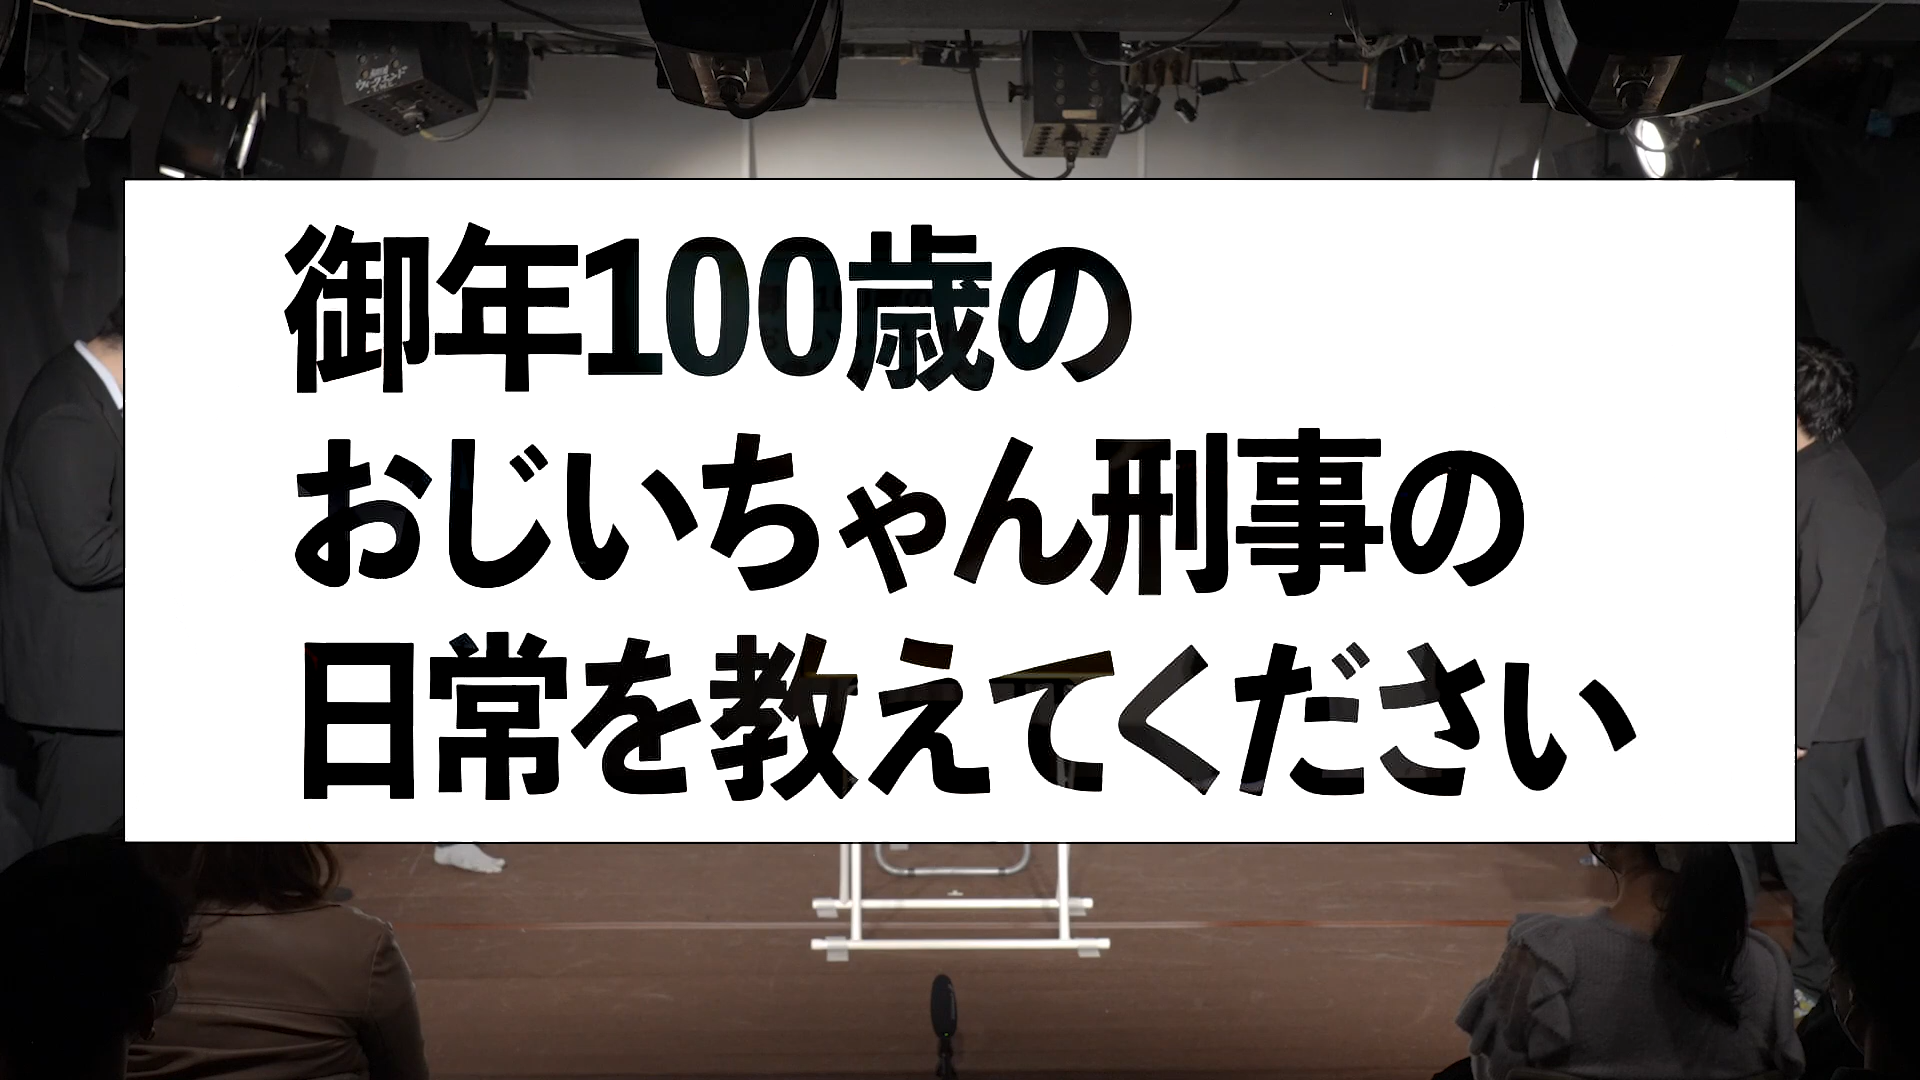 御年100歳の
おじいちゃん刑事の
日常を教えてください